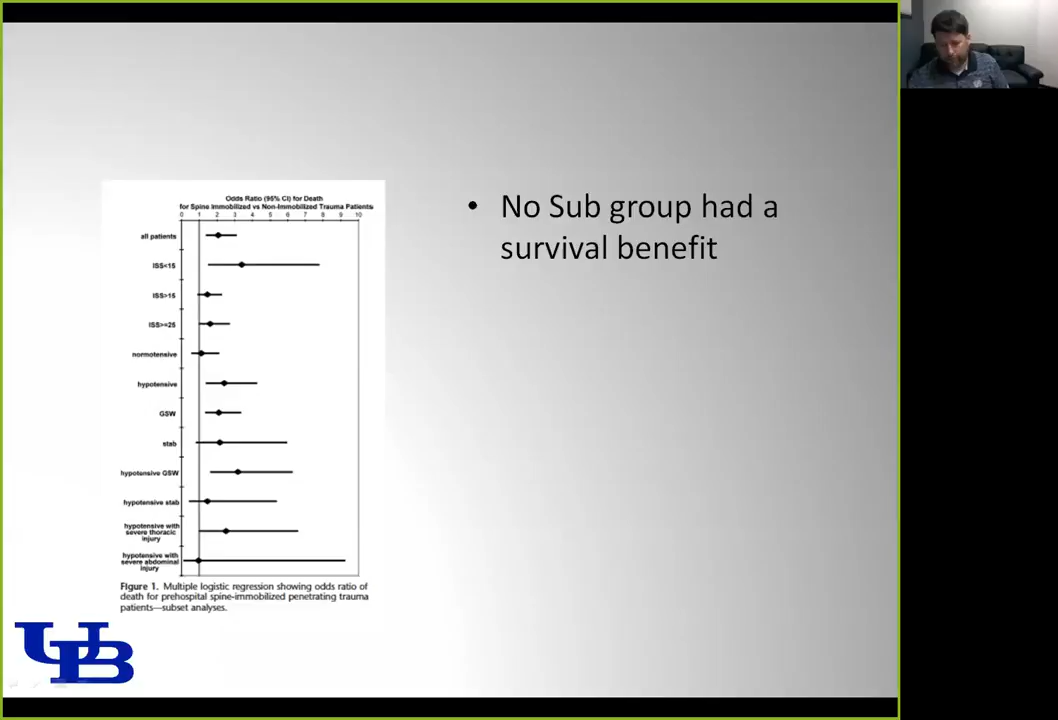 Odds Ratio (95% CI) for Death
for Spine Immobilized vs Non-Immobilized Trauma Patients
0 1 2 3 4 5 6 7 8 9 10
all patients
ISS<15
ISS>15
ISS>=25
normotensive
hypotensive
GSW
stab
hypotensive GSW
hypotensive stab
hypotensive with
severe thoracic
injury
hypotensive with
severe abdominal
injury
Figure 1. Multiple logistic regression showing odds ratio of
death for prehospital spine-immobilized penetrating trauma
patients—subset analyses.
• No Sub group had a
survival benefit
UB